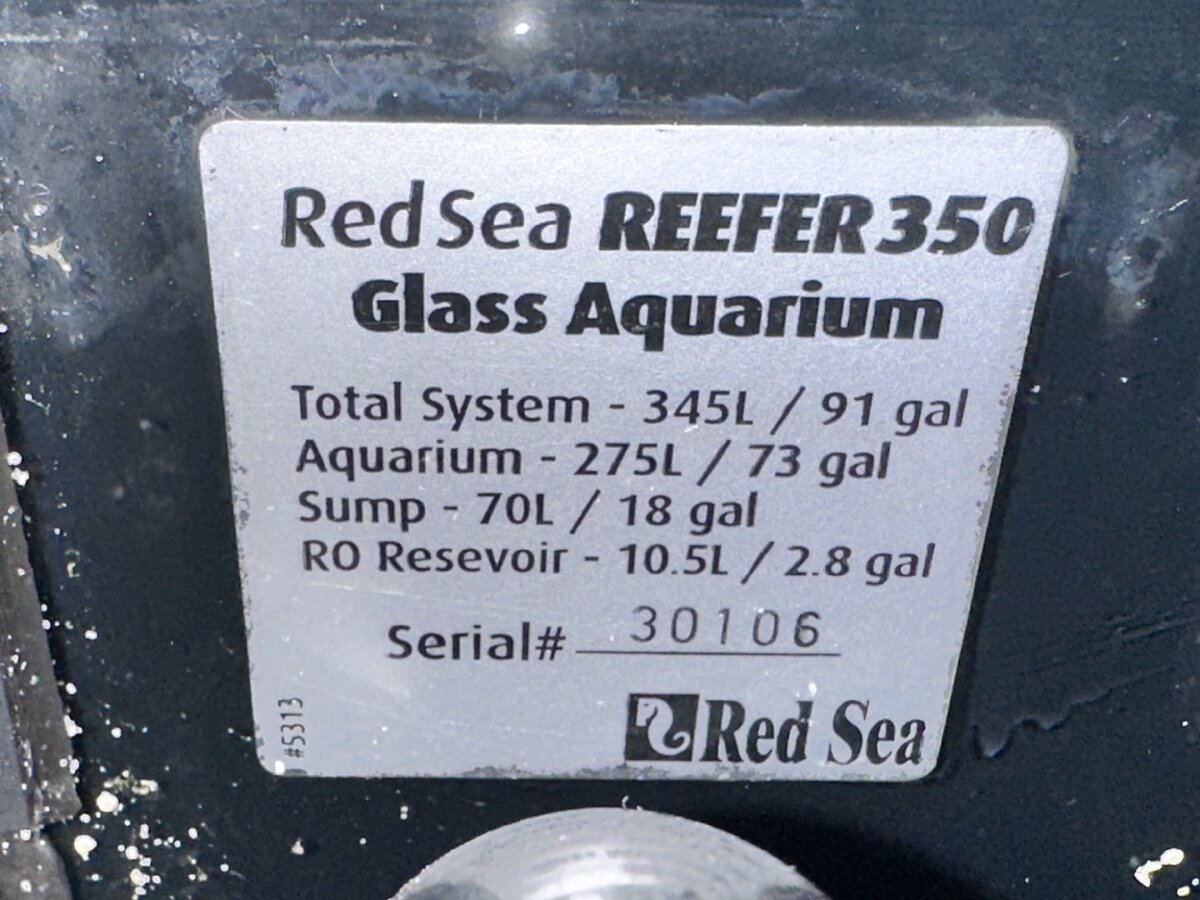 Red Sea REEFER 350
Glass Aquarium
Total System - 345L / 91 gal
Aquarium - 275L / 73 gal
Sump - 70L / 18 gal
RO Resevoir - 10.5L / 2.8 gal
Serial# 30106
#5313
Red Sea